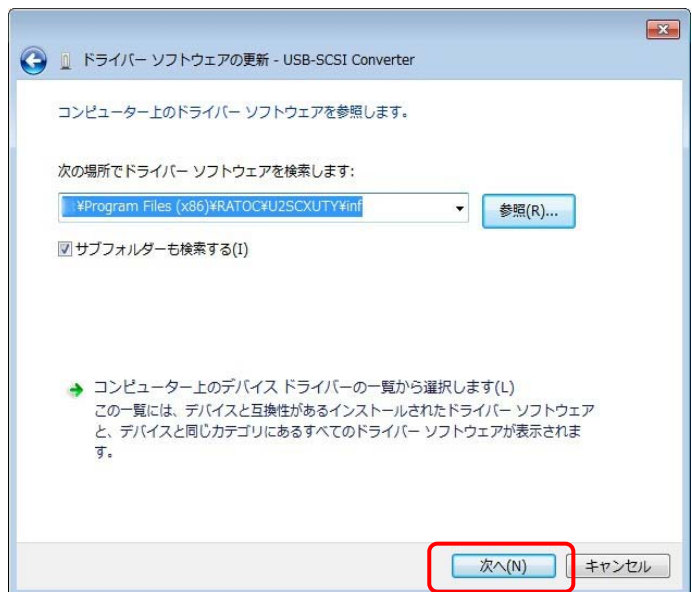 ドライバー ソフトウェアの更新 - USB-SCSI Converter
コンピューター上のドライバー ソフトウェアを参照します。
次の場所でドライバー ソフトウェアを検索します:
:¥Program Files (x86)¥RATOC¥U2SCXUTY¥inf
参照(R)...
サブフォルダーも検索する(I)
コンピューター上のデバイス ドライバーの一覧から選択します(L)
この一覧には、デバイスと互換性があるインストールされたドライバー ソフトウェア
と、デバイスと同じカテゴリにあるすべてのドライバー ソフトウェアが表示されま
す。
次へ(N)
キャンセル